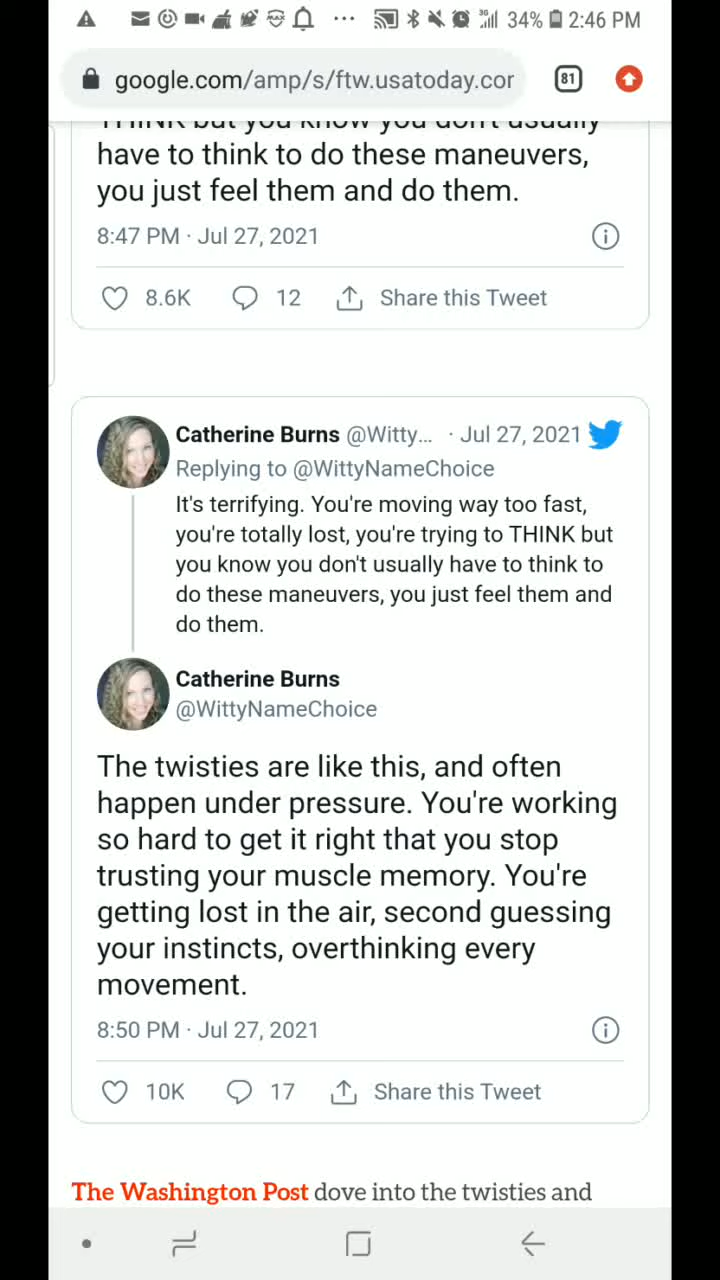 34% 2:46 PM
google.com/amp/s/ftw.usatoday.cor
81
THINK but you know you don't usually
have to think to do these maneuvers,
you just feel them and do them.
8:47 PM · Jul 27, 2021
8.6K 12 Share this Tweet
Catherine Burns @Witty... · Jul 27, 2021
Replying to @WittyNameChoice
It's terrifying. You're moving way too fast,
you're totally lost, you're trying to THINK but
you know you don't usually have to think to
do these maneuvers, you just feel them and
do them.
Catherine Burns
@WittyNameChoice
The twisties are like this, and often
happen under pressure. You're working
so hard to get it right that you stop
trusting your muscle memory. You're
getting lost in the air, second guessing
your instincts, overthinking every
movement.
8:50 PM · Jul 27, 2021
10K 17 Share this Tweet
The Washington Post dove into the twisties and